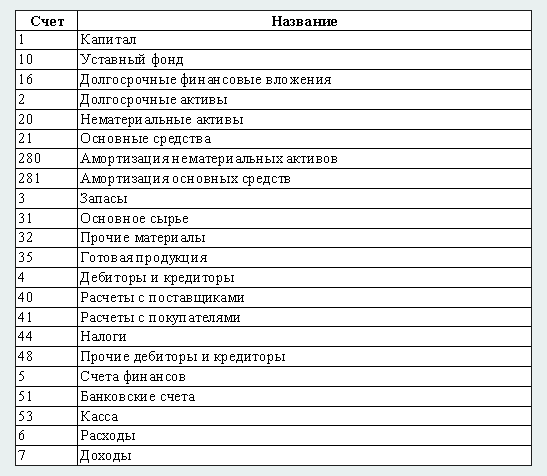 Счет Название
1 Капитал
10 Уставный фонд
16 Долгосрочные финансовые вложения
2 Долгосрочные активы
20 Нематериальные активы
21 Основные средства
280 Амортизация нематериальных активов
281 Амортизация основных средств
3 Запасы
31 Основное сырье
32 Прочие материалы
35 Готовая продукция
4 Дебиторы и кредиторы
40 Расчеты с поставщиками
41 Расчеты с покупателями
44 Налоги
48 Прочие дебиторы и кредиторы
5 Счета финансов
51 Банковские счета
53 Касса
6 Расходы
7 Доходы